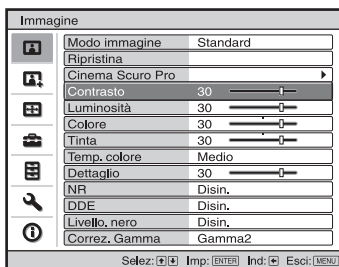 Immagine
Modo immagine Standard
Ripristina
Cinema Scuro Pro
Contrasto 30
Luminosità 30
Colore 30
Tinta 30
Temp. colore Medio
Dettaglio 30
NR Disin.
DDE Disin.
Livello. nero Disin.
Correz. Gamma Gamma2
Selez: Imp: ENTER Ind: Esci: MENU